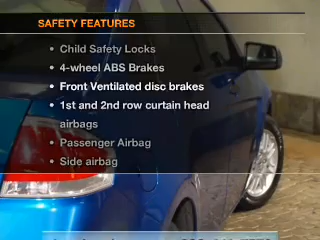 SAFETY FEATURES
• Child Safety Locks
• 4-wheel ABS Brakes
• Front Ventilated disc brakes
• 1st and 2nd row curtain head
airbags
• Passenger Airbag
• Side airbag